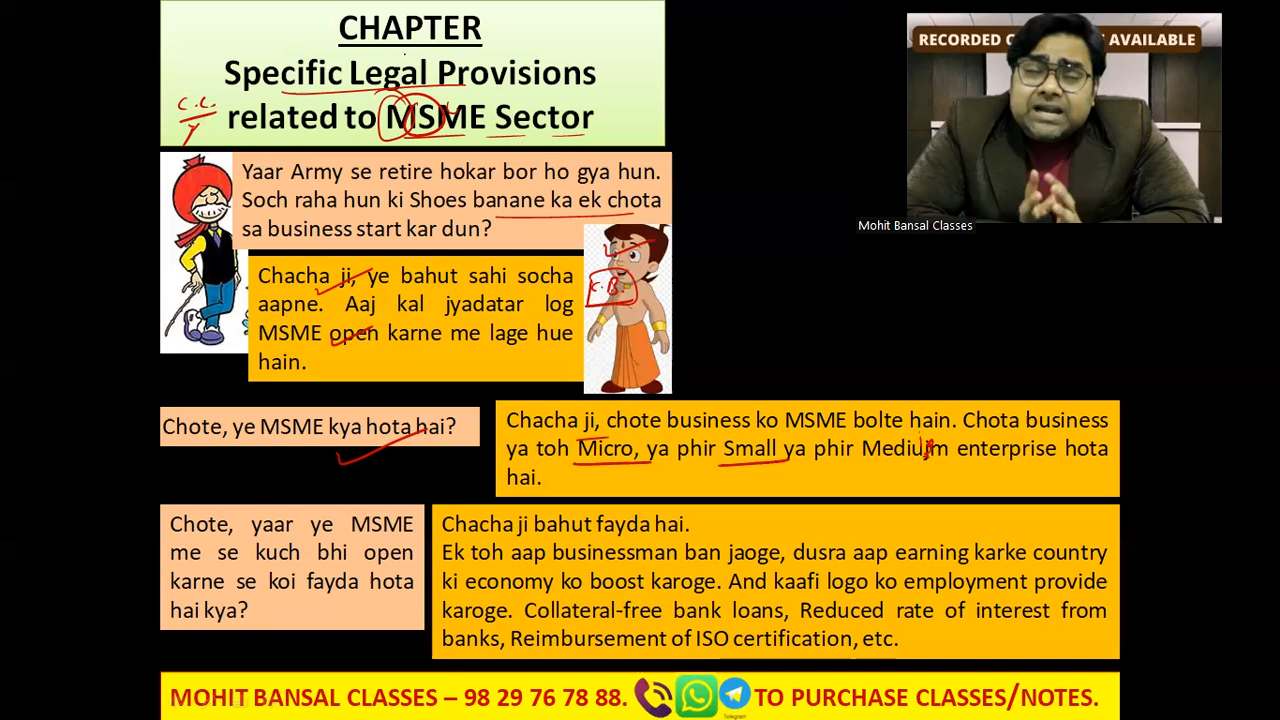 CHAPTER
Specific Legal Provisions
related to MSME Sector
C.C.
RECORDED
AVAILABLE
Mohit Bansal Classes
Yaar Army se retire hokar bor ho gya hun.
Soch raha hun ki Shoes banane ka ek chota
sa business start kar dun?
Chacha ji, ye bahut sahi socha
aapne. Aaj kal jyadatar log
MSME open karne me lage hue
hain.
C.B.
Chote, ye MSME kya hota hai?
Chacha ji, chote business ko MSME bolte hain. Chota business
ya toh Micro, ya phir Small ya phir Medium enterprise hota
hai.
Chote, yaar ye MSME
me se kuch bhi open
karne se koi fayda hota
hai kya?
Chacha ji bahut fayda hai.
Ek toh aap businessman ban jaoge, dusra aap earning karke country
ki economy ko boost karoge. And kaafi logo ko employment provide
karoge. Collateral-free bank loans, Reduced rate of interest from
banks, Reimbursement of ISO certification, etc.
MOHIT BANSAL CLASSES – 98 29 76 78 88. TO PURCHASE CLASSES/NOTES.
Telegram